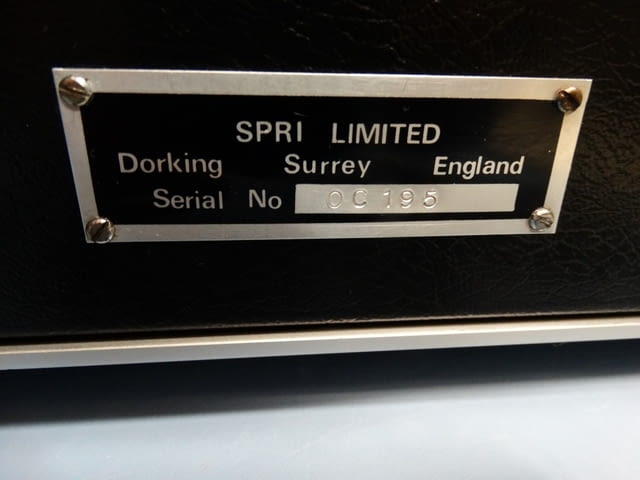 SPRI LIMITED
Dorking Surrey England
Serial No OC195